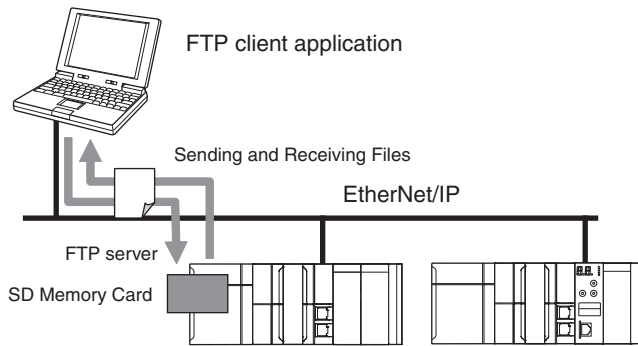 FTP client application
Sending and Receiving Files
EtherNet/IP
FTP server
SD Memory Card